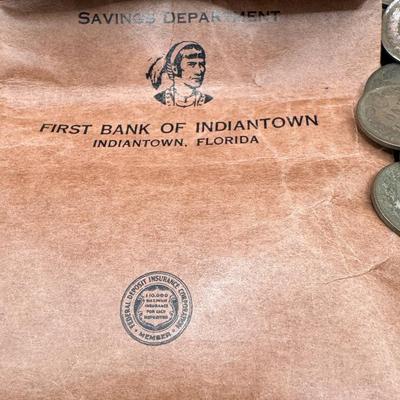 SAVINGS DEPARTMENT
FIRST BANK OF INDIANTOWN
INDIANTOWN, FLORIDA
FEDERAL DEPOSIT INSURANCE CORPORATION
$10,000
MAXIMUM
INSURANCE
FOR EACH
DEPOSITOR
MEMBER